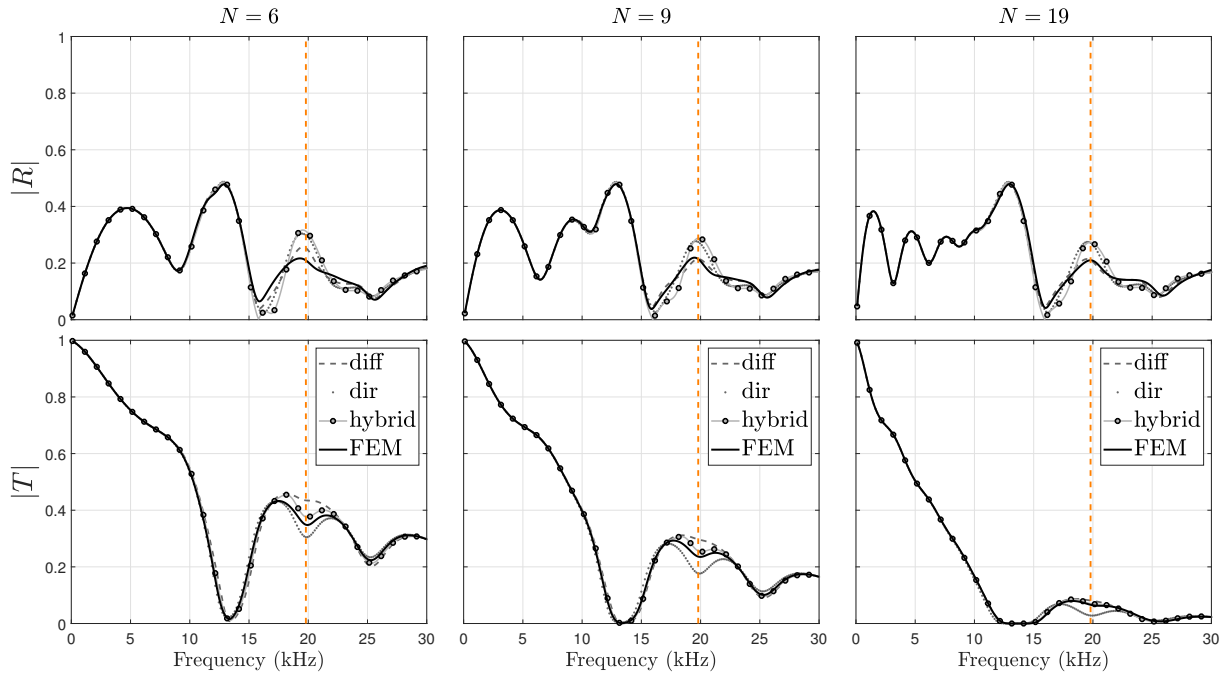 N = 6 N = 9 N = 19
1
0.8
0.6
|R|
0.4
0.2
0
1
0.8
0.6
|T|
0.4
0.2
0
diff
dir
hybrid
FEM
diff
dir
hybrid
FEM
diff
dir
hybrid
FEM
0 5 10 15 20 25 30 0 5 10 15 20 25 30 0 5 10 15 20 25 30
Frequency (kHz) Frequency (kHz) Frequency (kHz)